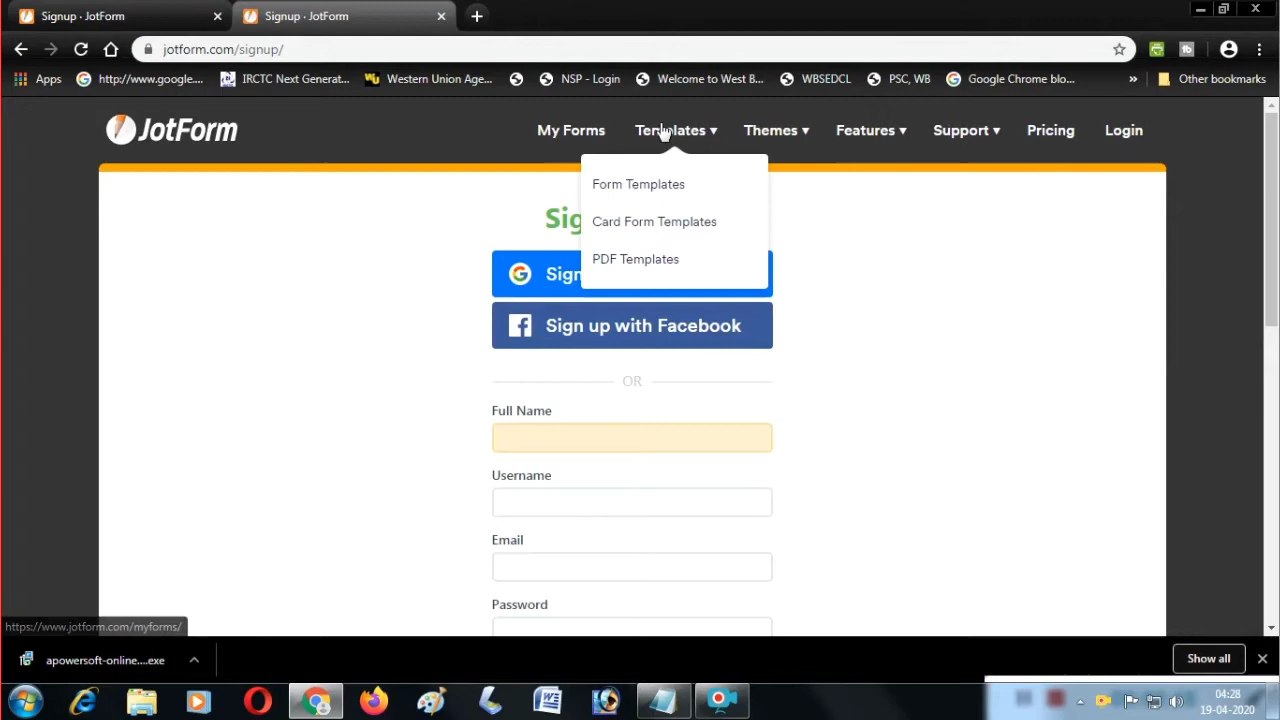 Signup · JotForm
Signup · JotForm
jotform.com/signup/
Apps
http://www.google....
IRCTC Next Generat...
Western Union Age...
NSP - Login
Welcome to West B...
WBSEDCL
PSC, WB
Google Chrome blo...
»
Other bookmarks
JotForm
My Forms
Templates ▾
Themes ▾
Features ▾
Support ▾
Pricing
Login
Form Templates
Card Form Templates
PDF Templates
Sig
Sign
Sign up with Facebook
OR
Full Name
Username
Email
Password
https://www.jotform.com/myforms/
apowersoft-online....exe
Show all
04:28
19-04-2020